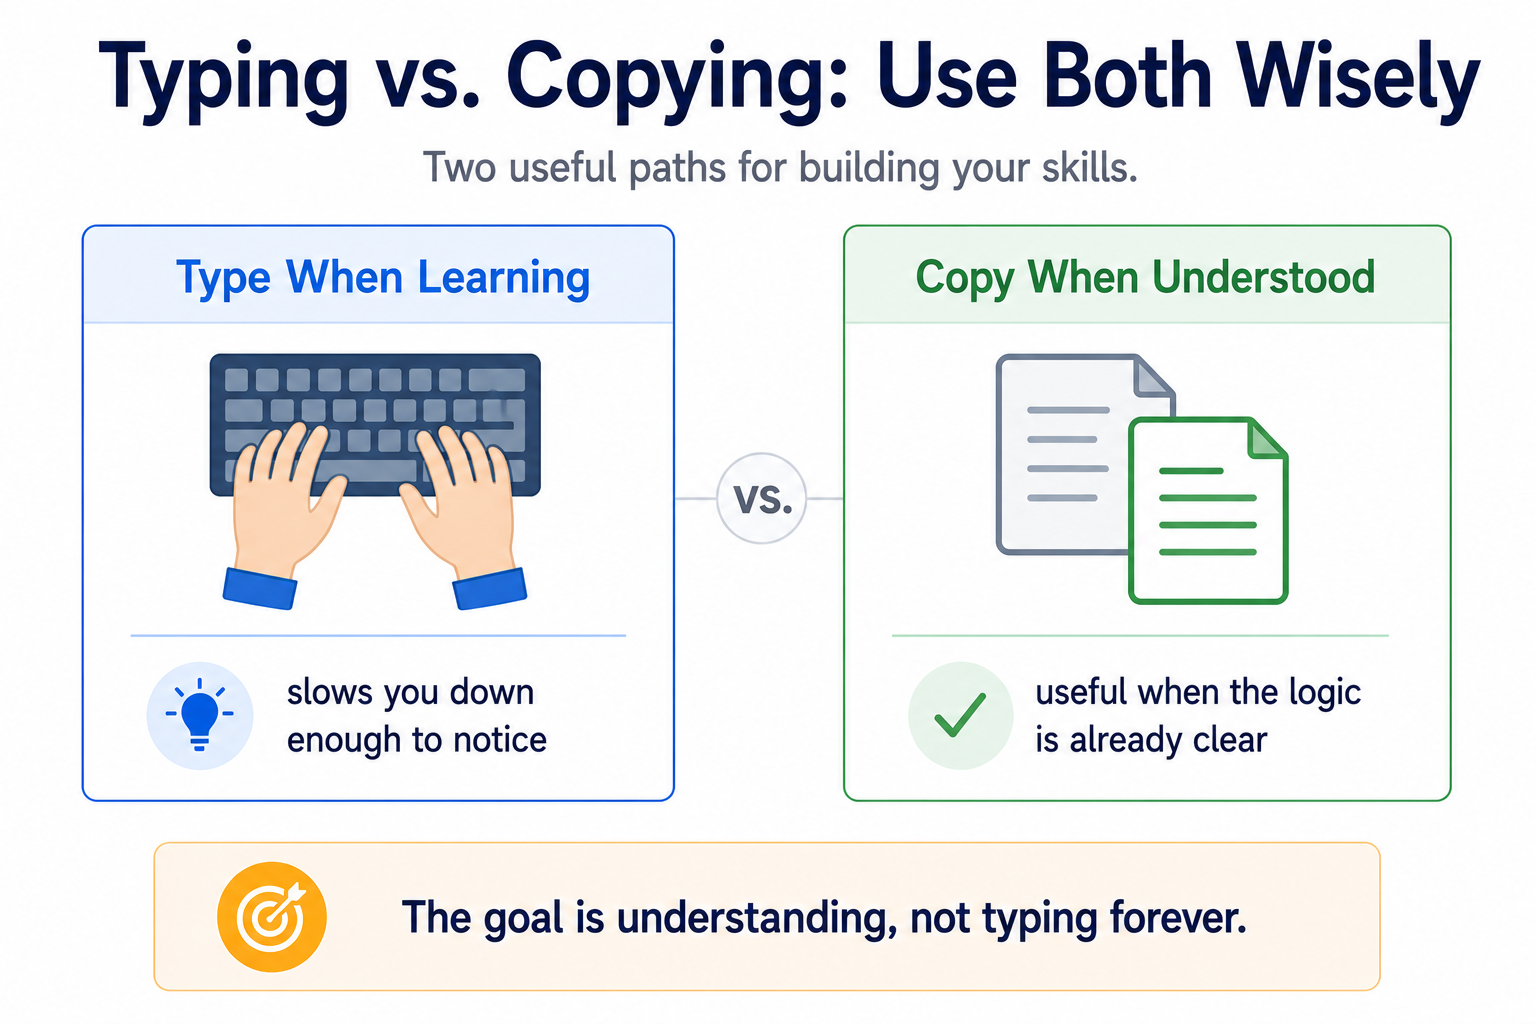 Typing vs. Copying: Use Both Wisely
Two useful paths for building your skills.
Type When Learning
slows you down
enough to notice
vs.
Copy When Understood
useful when the logic
is already clear
The goal is understanding, not typing forever.